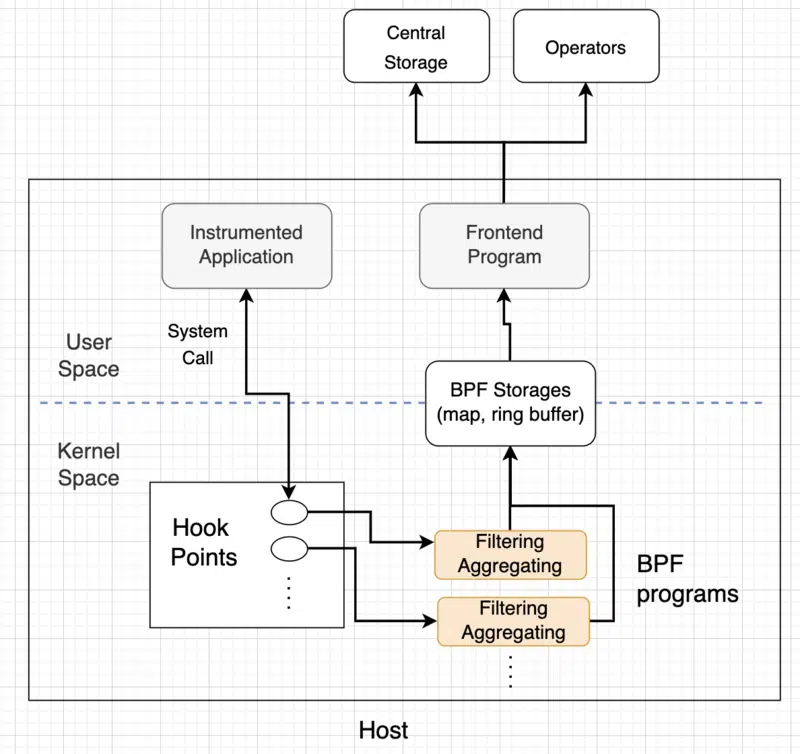 Central
Storage
Operators
Instrumented
Application
Frontend
Program
System
Call
User
Space
BPF Storages
(map, ring buffer)
Kernel
Space
Hook
Points
Filtering
Aggregating
BPF
programs
Filtering
Aggregating
Host